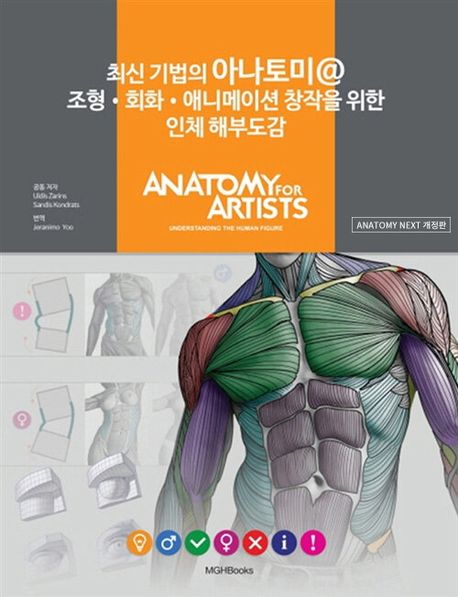 최신 기법의 아나토미@
조형 • 회화 • 애니메이션 창작을 위한
인체 해부도감
공동 저자
Uldis Zarins
Sandis Kondrats
번역
Jeranimo Yoo
ANATOMY FOR
ARTISTS
UNDERSTANDING THE HUMAN FIGURE
ANATOMY NEXT 개정판
MGHBooks